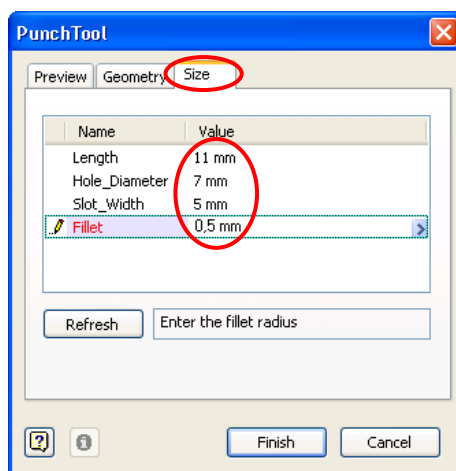 PunchTool
Preview Geometry Size
Name Value
Length 11 mm
Hole_Diameter 7 mm
Slot_Width 5 mm
Fillet 0,5 mm
Refresh Enter the fillet radius
Finish Cancel